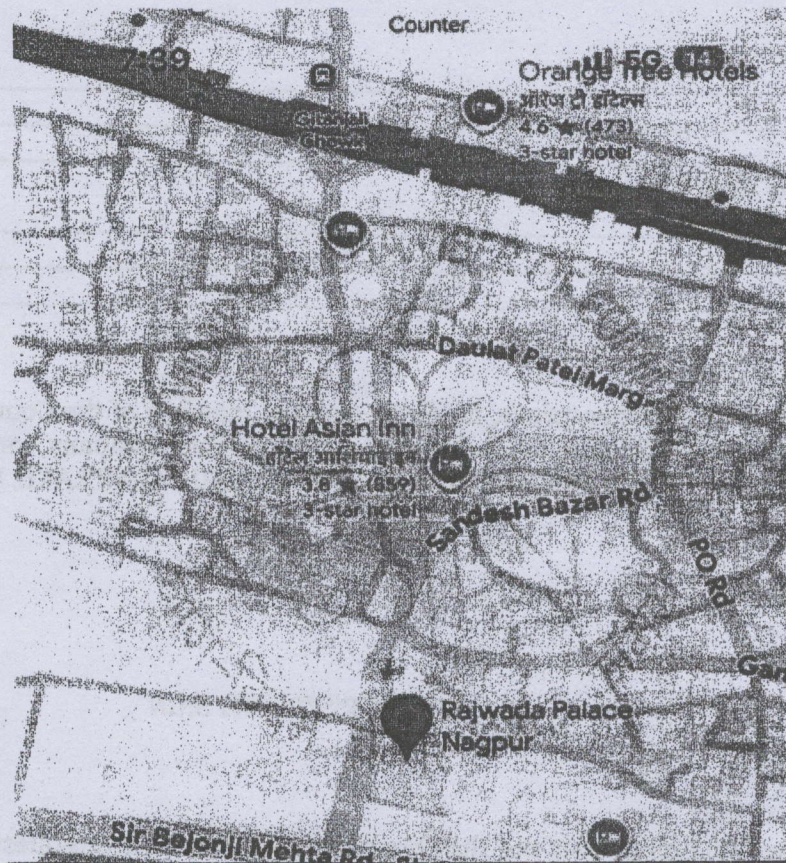 Counter
7:39
5G
Orange Tree Hotels
ऑरेंज ट्री हॉटेल्स
4.6 ★ (473)
3-star hotel
Gitanjali
Chowk
Daulat Patel Marg
Hotel Asian Inn
3.8 ★ (859)
3-star hotel
Sandesh Bazar Rd
PO Rd
Rajwada Palace
Nagpur
Sir Bejonji Mehta Rd